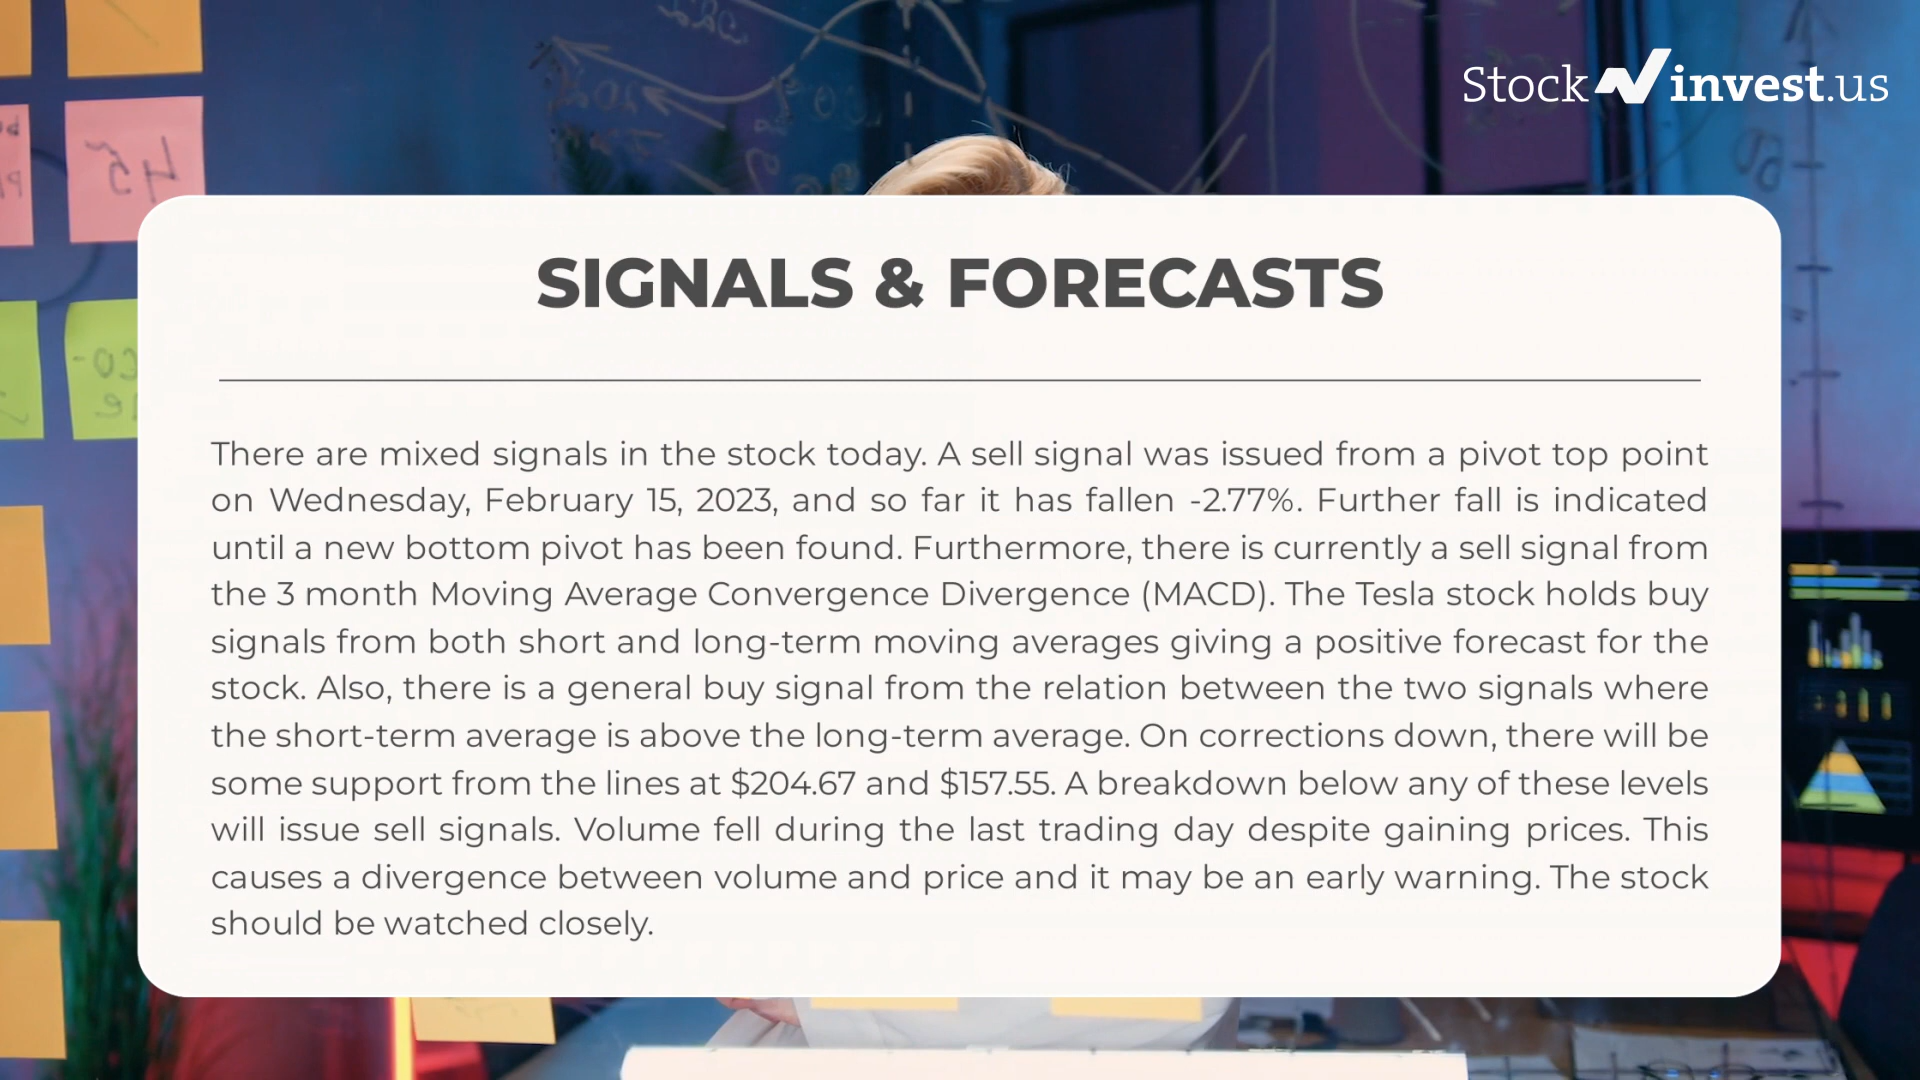 Stock invest.us
45
SIGNALS & FORECASTS
There are mixed signals in the stock today. A sell signal was issued from a pivot top point
on Wednesday, February 15, 2023, and so far it has fallen -2.77%. Further fall is indicated
until a new bottom pivot has been found. Furthermore, there is currently a sell signal from
the 3 month Moving Average Convergence Divergence (MACD). The Tesla stock holds buy
signals from both short and long-term moving averages giving a positive forecast for the
stock. Also, there is a general buy signal from the relation between the two signals where
the short-term average is above the long-term average. On corrections down, there will be
some support from the lines at $204.67 and $157.55. A breakdown below any of these levels
will issue sell signals. Volume fell during the last trading day despite gaining prices. This
causes a divergence between volume and price and it may be an early warning. The stock
should be watched closely.